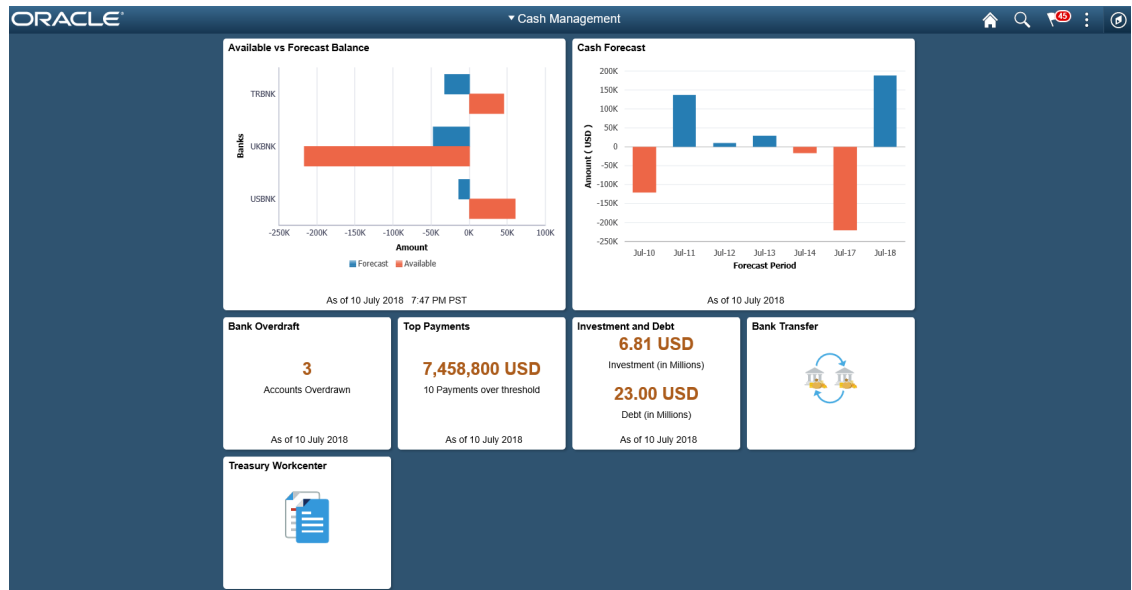 ORACLE
Cash Management
45
Available vs Forecast Balance
Banks
TRBNK
UKBNK
USBNK
-250K -200K -150K -100K -50K 0K 50K 100K
Amount
Forecast Available
As of 10 July 2018 7:47 PM PST
Cash Forecast
Amount ( USD )
200K
150K
100K
50K
0
-50K
-100K
-150K
-200K
-250K
Jul-10 Jul-11 Jul-12 Jul-13 Jul-14 Jul-17 Jul-18
Forecast Period
As of 10 July 2018
Bank Overdraft
3
Accounts Overdrawn
As of 10 July 2018
Top Payments
7,458,800 USD
10 Payments over threshold
As of 10 July 2018
Investment and Debt
6.81 USD
Investment (in Millions)
23.00 USD
Debt (in Millions)
As of 10 July 2018
Bank Transfer
Treasury Workcenter